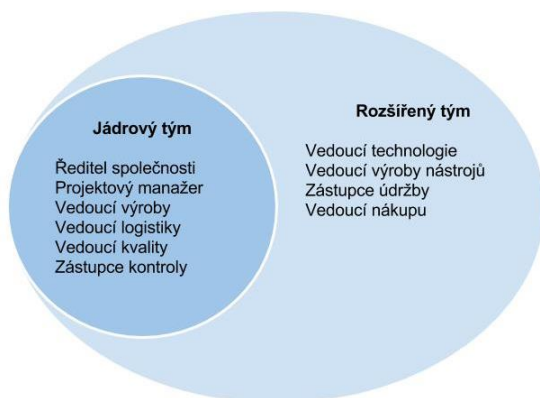 Jádrový tým
Ředitel společnosti
Projektový manažer
Vedoucí výroby
Vedoucí logistiky
Vedoucí kvality
Zástupce kontroly
Rozšířený tým
Vedoucí technologie
Vedoucí výroby nástrojů
Zástupce údržby
Vedoucí nákupu